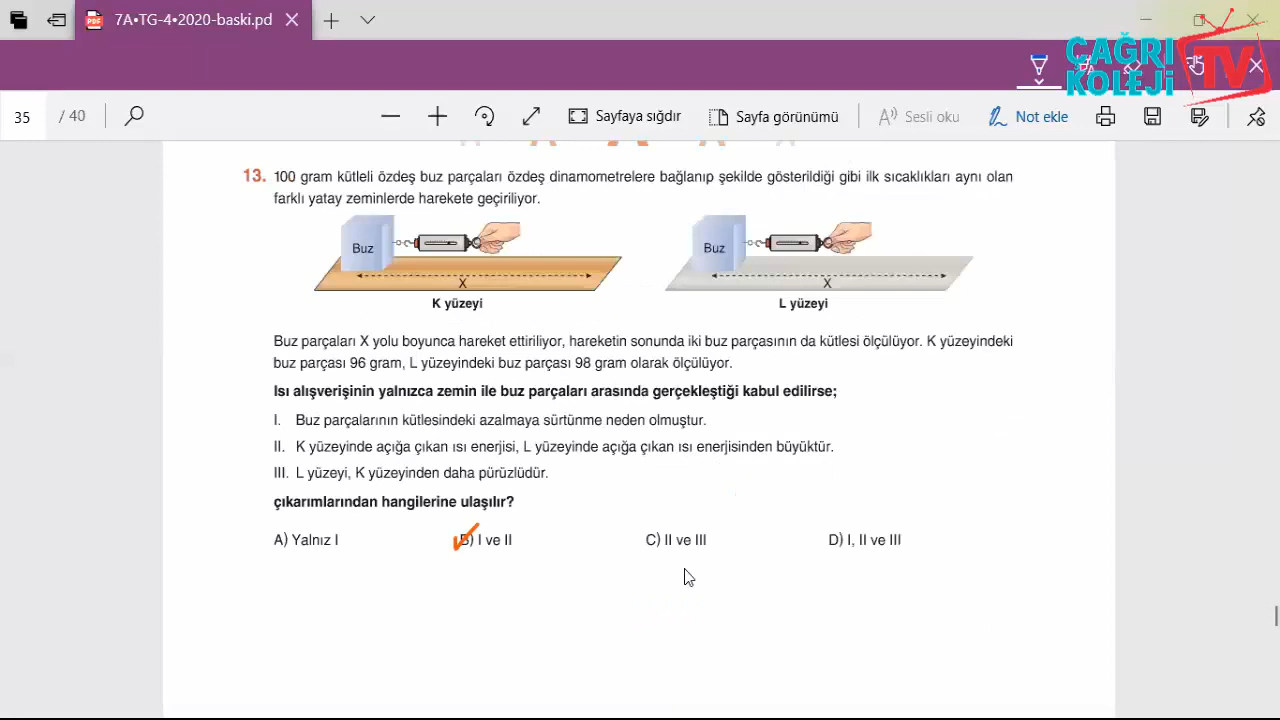 7A•TG-4•2020-baski.pd
ÇAĞRI
KOLEJİ
TV
35 / 40
Sayfaya sığdır
Sayfa görünümü
Sesli oku
Not ekle
13. 100 gram kütleli özdeş buz parçaları özdeş dinamometrelere bağlanıp şekilde gösterildiği gibi ilk sıcaklıkları aynı olan
farklı yatay zeminlerde harekete geçiriliyor.
Buz
Buz
X
X
K yüzeyi
L yüzeyi
Buz parçaları X yolu boyunca hareket ettiriliyor, hareketin sonunda iki buz parçasının da kütlesi ölçülüyor. K yüzeyindeki
buz parçası 96 gram, L yüzeyindeki buz parçası 98 gram olarak ölçülüyor.
Isı alışverişinin yalnızca zemin ile buz parçaları arasında gerçekleştiği kabul edilirse;
I. Buz parçalarının kütlesindeki azalmaya sürtünme neden olmuştur.
II. K yüzeyinde açığa çıkan ısı enerjisi, L yüzeyinde açığa çıkan ısı enerjisinden büyüktür.
III. L yüzeyi, K yüzeyinden daha pürüzlüdür.
çıkarımlarından hangilerine ulaşılır?
A) Yalnız I
B) I ve II
C) II ve III
D) I, II ve III